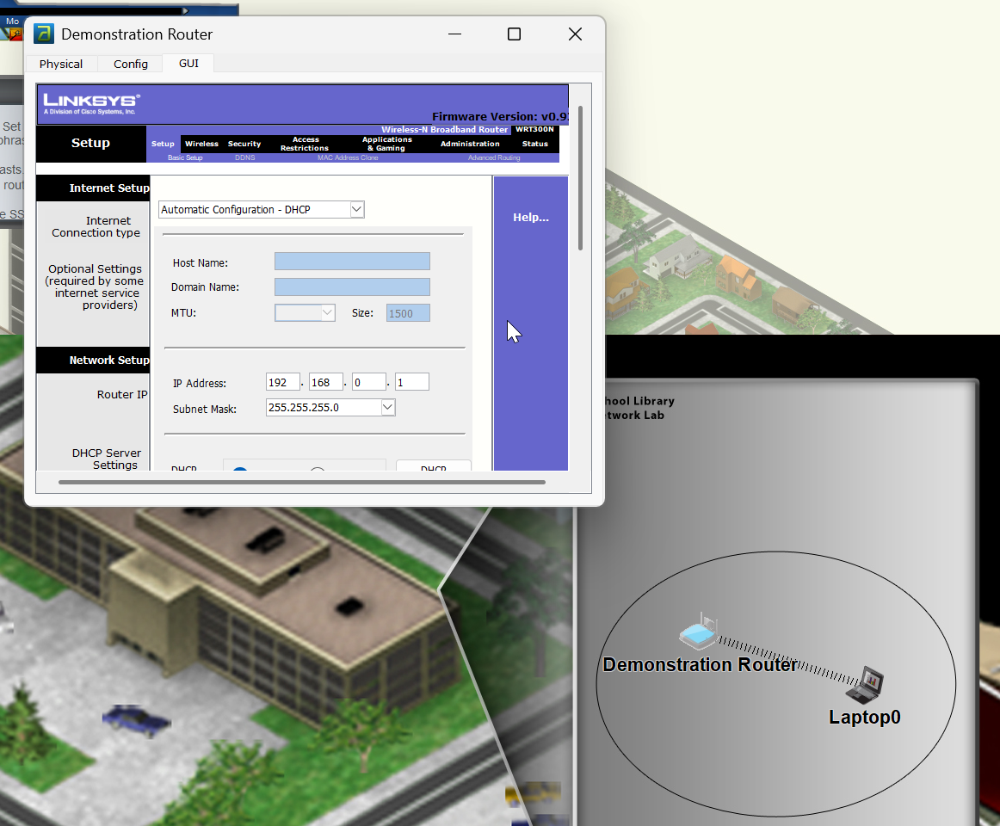 Mo
Demonstration Router
Physical Config GUI
Set
phras
asts.
rout
e SS
LINKSYS®
A Division of Cisco Systems, Inc.
Firmware Version: v0.9
Wireless-N Broadband Router WRT300N
Setup
Setup Wireless Security Access Restrictions Applications & Gaming Administration Status
Basic Setup DDNS MAC Address Clone Advanced Routing
Internet Setup
Internet
Connection type
Automatic Configuration - DHCP
Help...
Optional Settings
(required by some
internet service
providers)
Host Name:
Domain Name:
MTU: Size: 1500
Network Setup
Router IP
IP Address: 192 . 168 . 0 . 1
Subnet Mask: 255.255.255.0
DHCP Server
Settings
DHCP DHCP
hool Library
etwork Lab
Demonstration Router
Laptop0